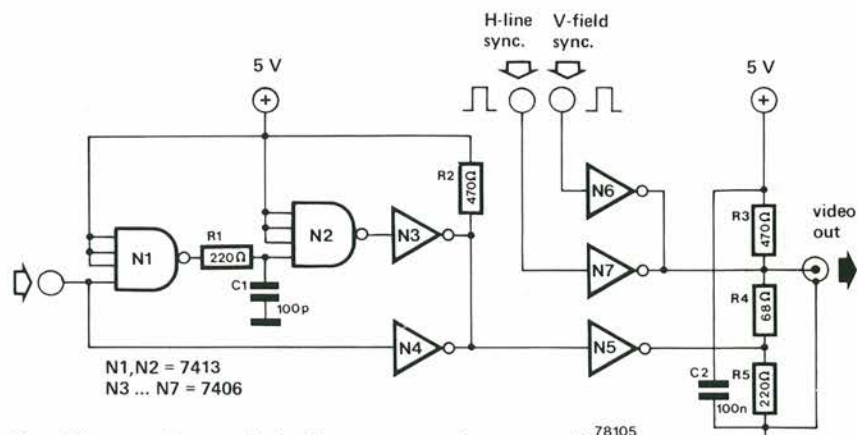 H-line
sync.
V-field
sync.
5 V
+
5 V
+
R2
470Ω
N6
R3
470Ω
video
out
N1
R1
220Ω
N2
N3
N7
R4
68Ω
C1
100p
N4
N5
C2
100n
R5
220Ω
N1,N2 = 7413
N3 ... N7 = 7406
78105